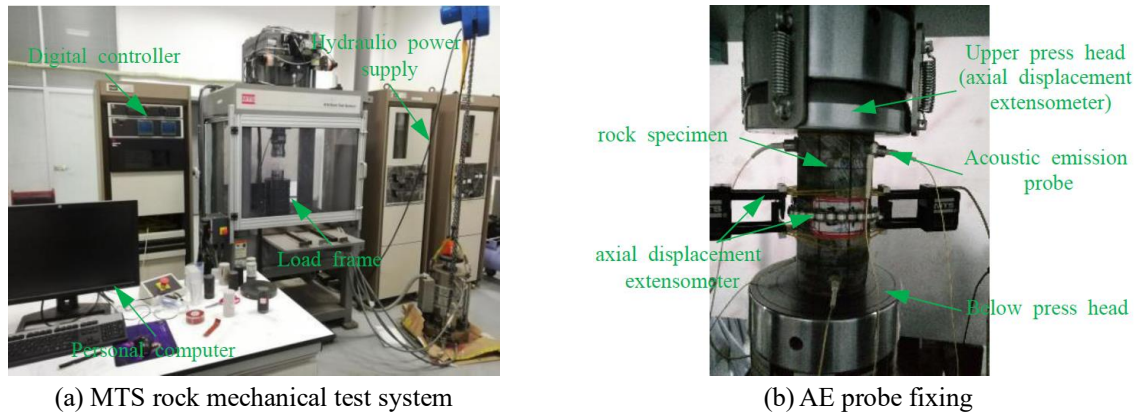 Digital controller
Hydraulio power
supply
Load frame
Personal computer
(a) MTS rock mechanical test system
Upper press head
(axial displacement
extensometer)
rock specimen
Acoustic emission
probe
MTS
axial displacement
extensometer
Below press head
(b) AE probe fixing